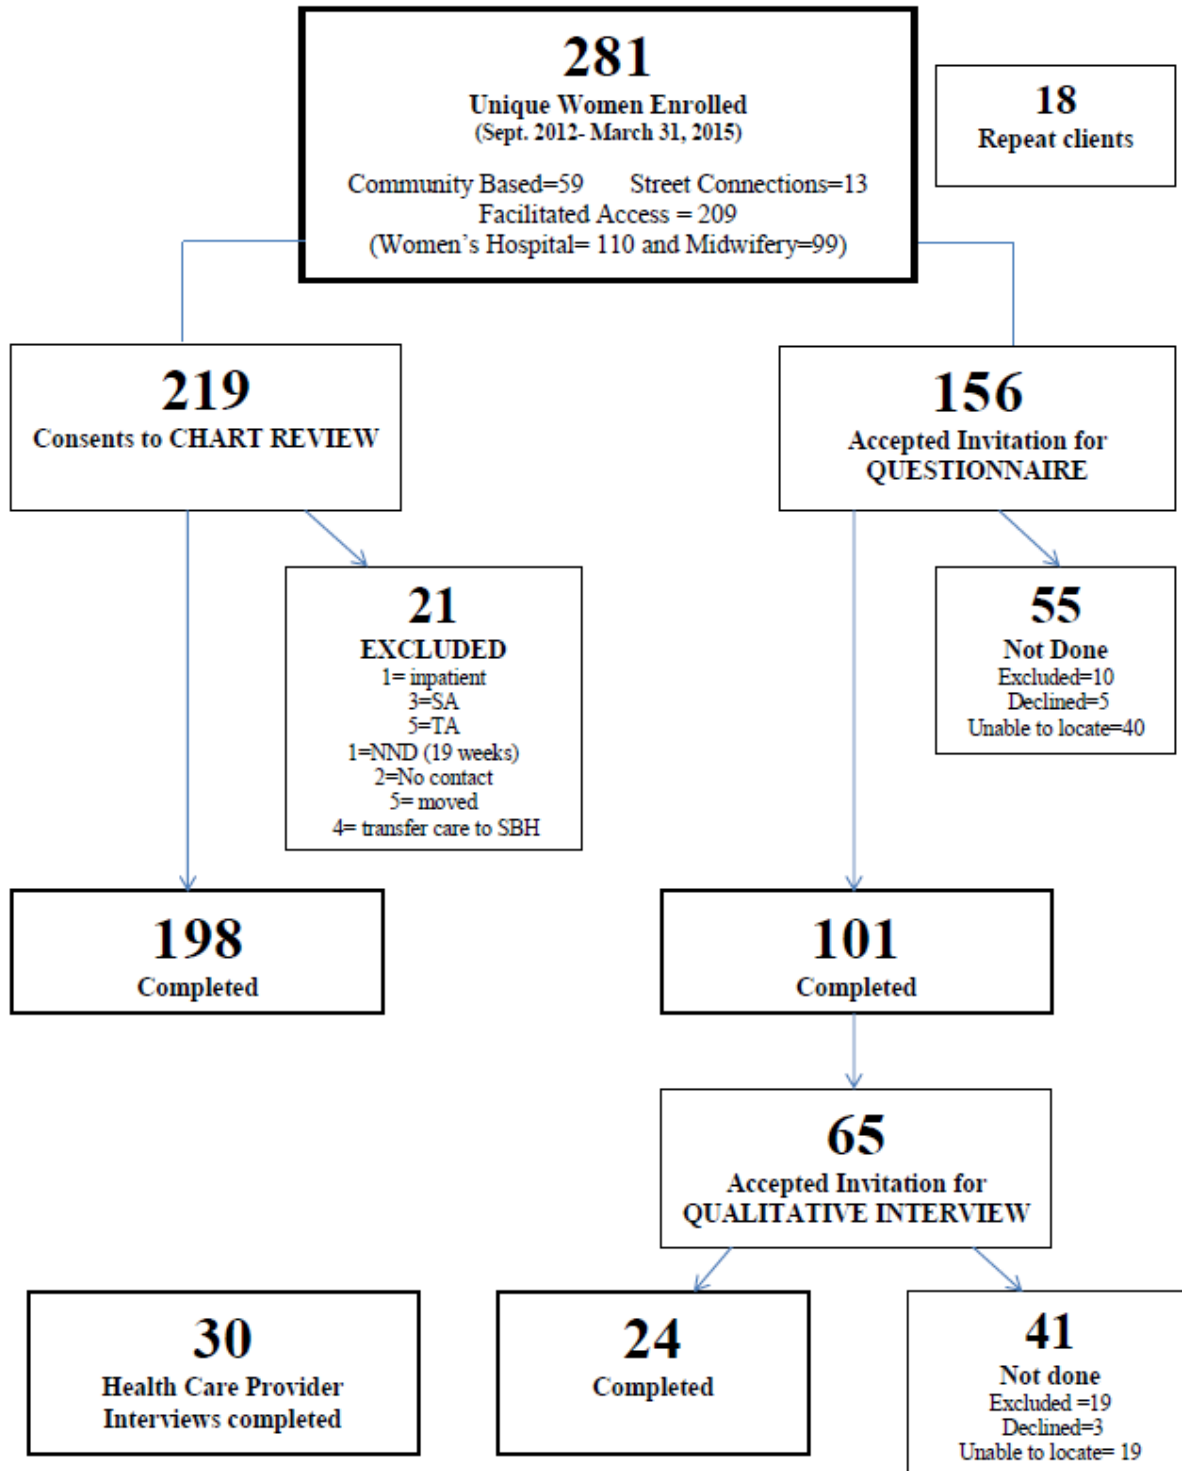 281
Unique Women Enrolled
(Sept. 2012- March 31, 2015)
Community Based=59 Street Connections=13
Facilitated Access = 209
(Women's Hospital= 110 and Midwifery=99)
18
Repeat clients
219
Consents to CHART REVIEW
156
Accepted Invitation for
QUESTIONNAIRE
21
EXCLUDED
1= inpatient
3=SA
5=TA
1=NND (19 weeks)
2=No contact
5= moved
4= transfer care to SBH
55
Not Done
Excluded=10
Declined=5
Unable to locate=40
198
Completed
101
Completed
65
Accepted Invitation for
QUALITATIVE INTERVIEW
30
Health Care Provider
Interviews completed
24
Completed
41
Not done
Excluded =19
Declined=3
Unable to locate= 19